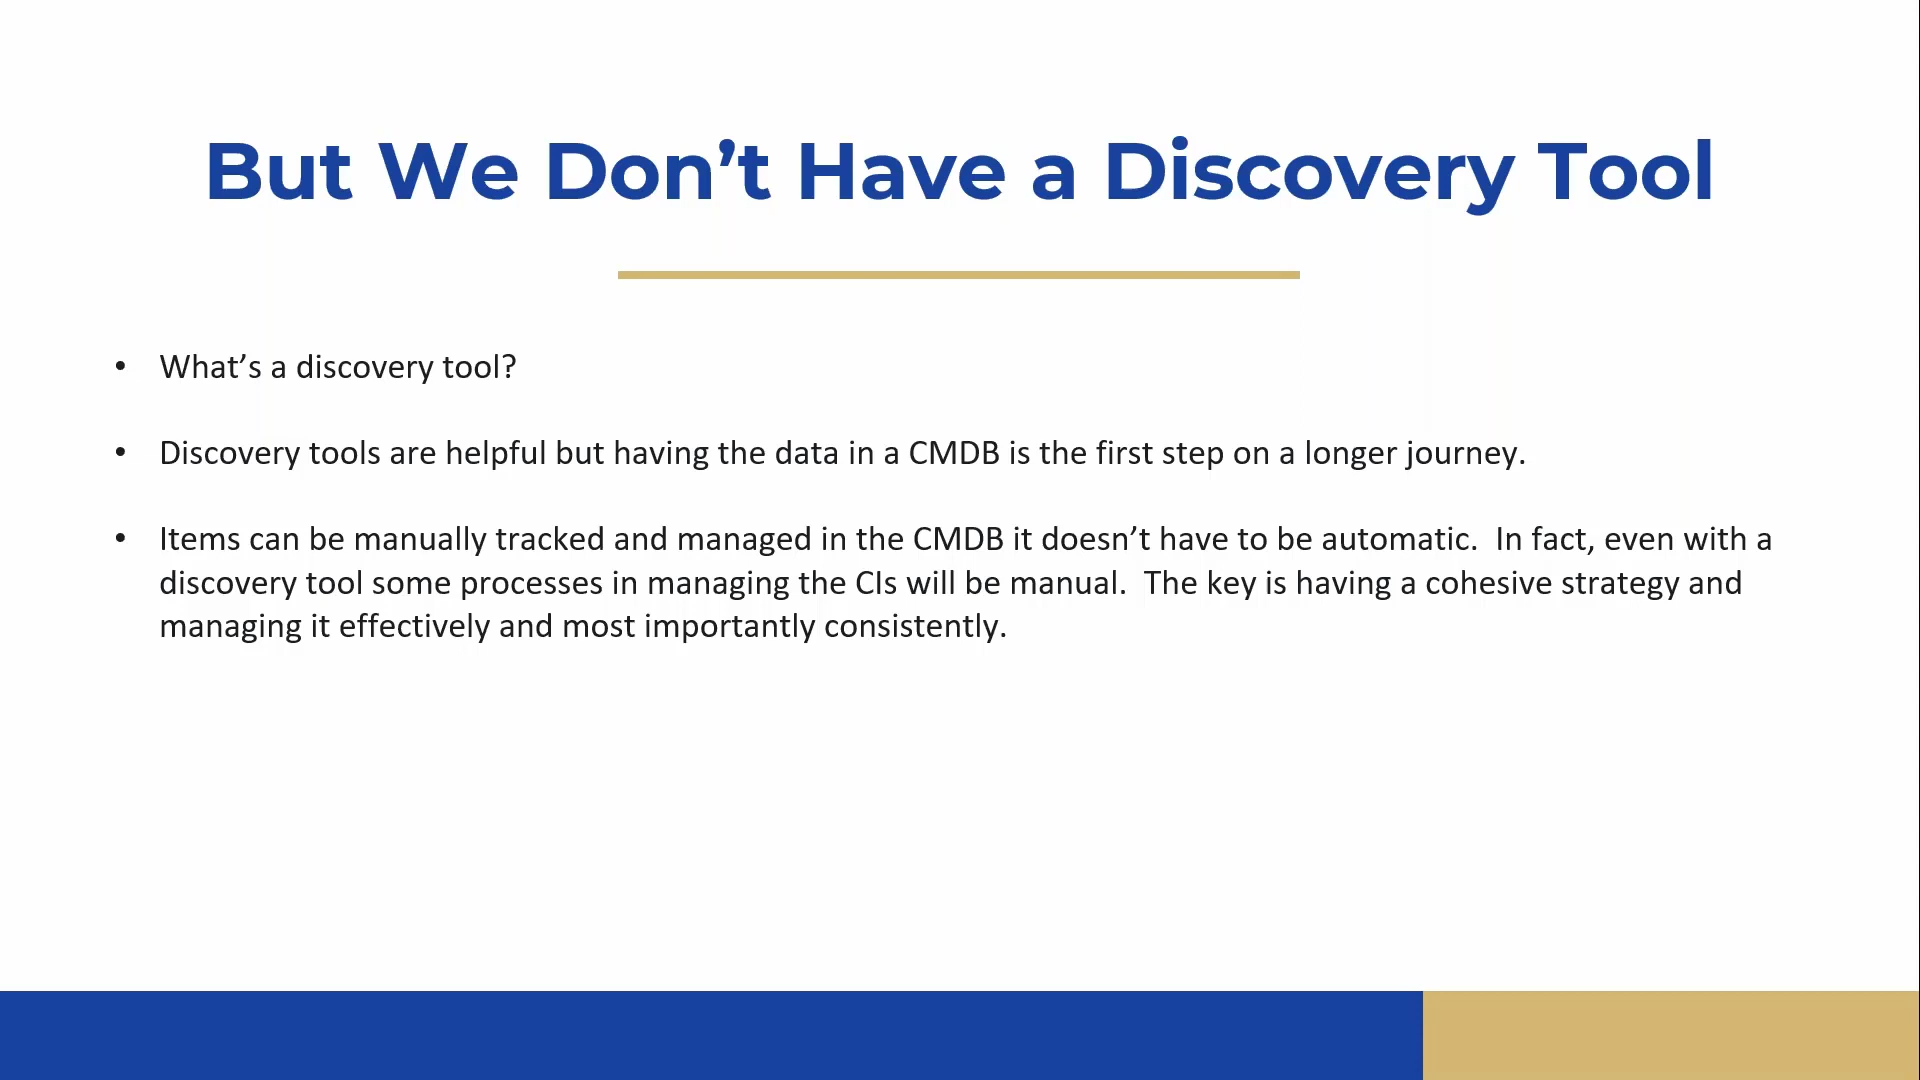 But We Don’t Have a Discovery Tool
• What’s a discovery tool?
• Discovery tools are helpful but having the data in a CMDB is the first step on a longer journey.
• Items can be manually tracked and managed in the CMDB it doesn’t have to be automatic.  In fact, even with a
discovery tool some processes in managing the CIs will be manual.  The key is having a cohesive strategy and
managing it effectively and most importantly consistently.